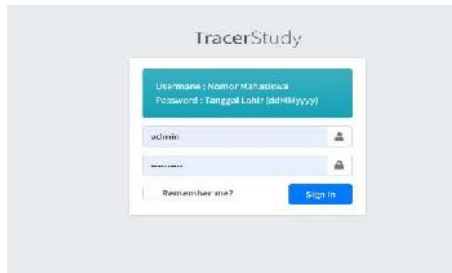 TracerStudy
Username : Nomor Mahasiswa
Password : Tanggal Lahir (ddMMyyyy)
admin
Remember me?
Sign In